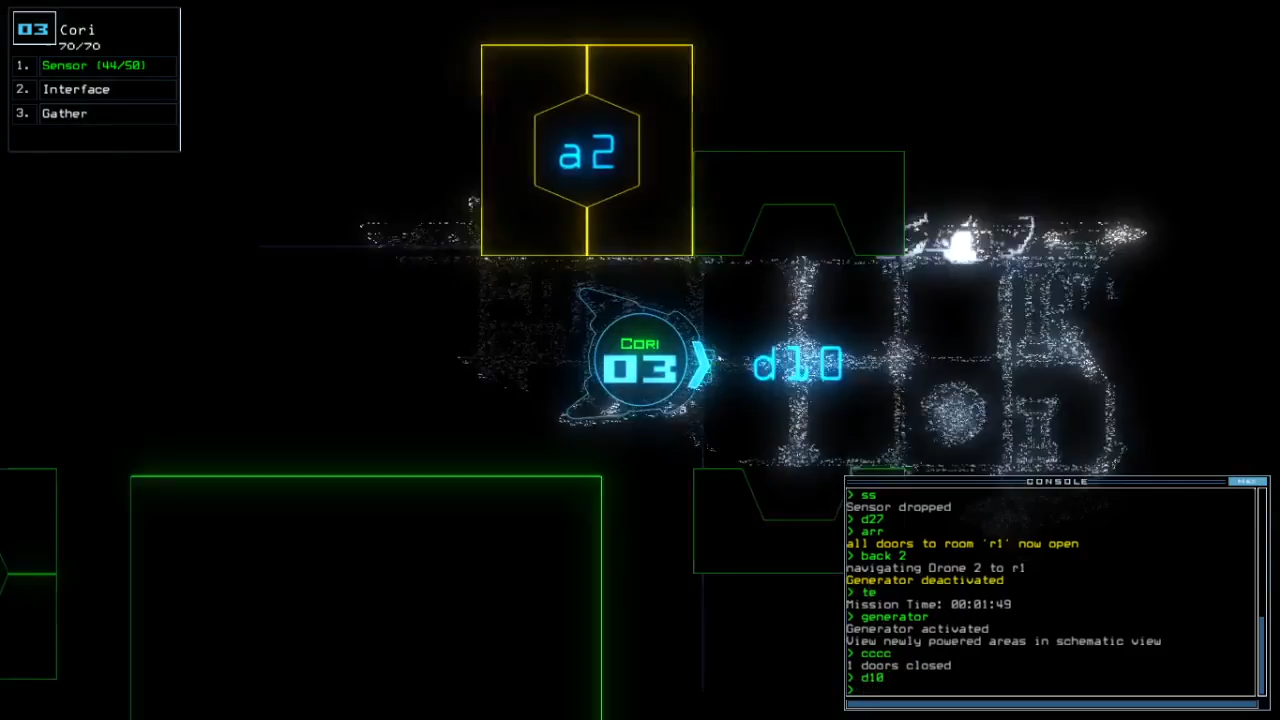 03 Cori
70/70
1. Sensor (44/50)
2. Interface
3. Gather
a2
Cori
03
d10
CONSOLE
> ss
Sensor dropped
> d27
> arr
all doors to room 'r1' now open
> back 2
navigating Drone 2 to r1
Generator deactivated
> te
Mission Time: 00:01:49
> generator
Generator activated
View newly powered areas in schematic view
> cccc
1 doors closed
> d10
>